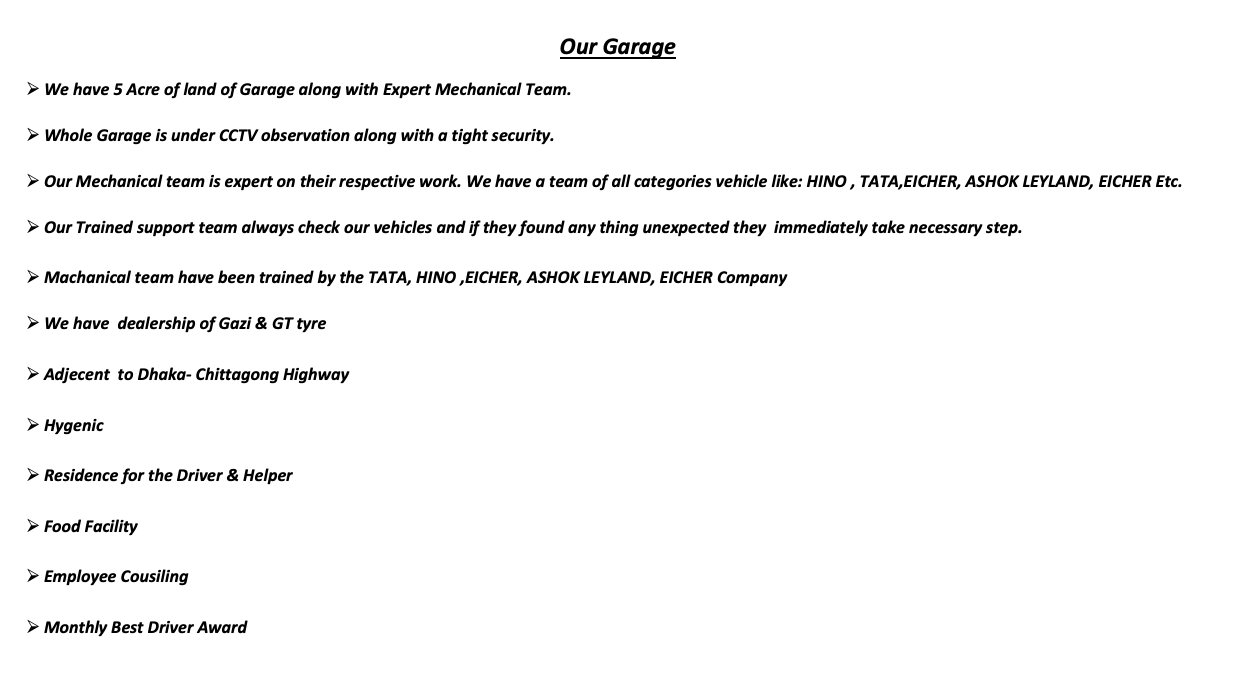 Our Garage
➢ We have 5 Acre of land of Garage along with Expert Mechanical Team.
➢ Whole Garage is under CCTV observation along with a tight security.
➢ Our Mechanical team is expert on their respective work. We have a team of all categories vehicle like: HINO , TATA,EICHER, ASHOK LEYLAND, EICHER Etc.
➢ Our Trained support team always check our vehicles and if they found any thing unexpected they  immediately take necessary step.
➢ Machanical team have been trained by the TATA, HINO ,EICHER, ASHOK LEYLAND, EICHER Company
➢ We have  dealership of Gazi & GT tyre
➢ Adjecent  to Dhaka- Chittagong Highway
➢ Hygenic
➢ Residence for the Driver & Helper
➢ Food Facility
➢ Employee Cousiling
➢ Monthly Best Driver Award